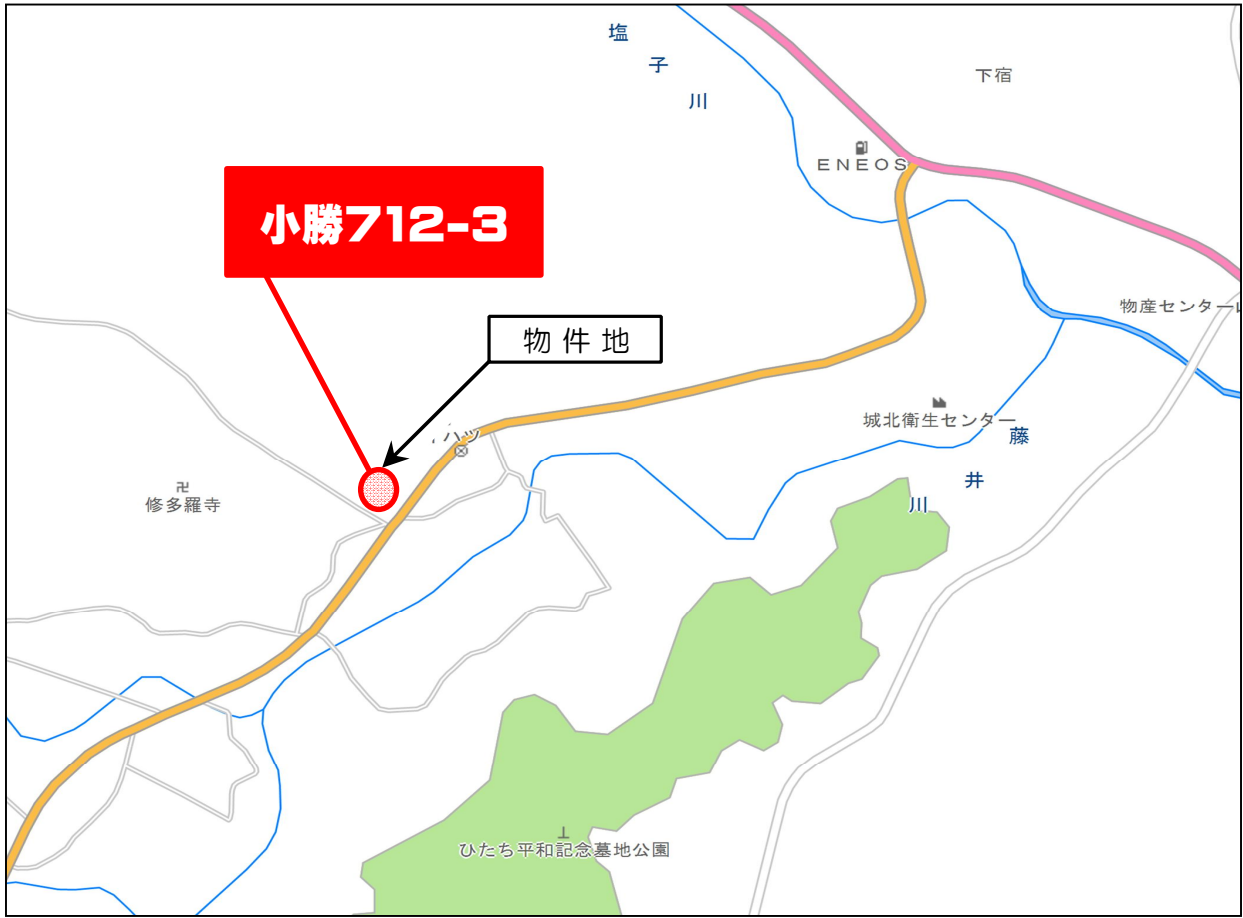 塩子川
下宿
ENEOS
小勝712-3
物産センター
物件地
城北衛生センター
ハツ
藤井川
卍
修多羅寺
ひたち平和記念墓地公園